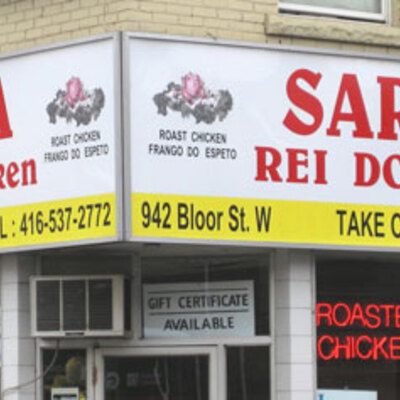 A
ROAST CHICKEN
FRANGO DO ESPETO
L : 416-537-2772
ROAST CHICKEN
FRANGO DO ESPETO
SAR
REI DO
942 Bloor St. W
TAKE O
GIFT CERTIFICATE
AVAILABLE
ROASTE
CHICKE